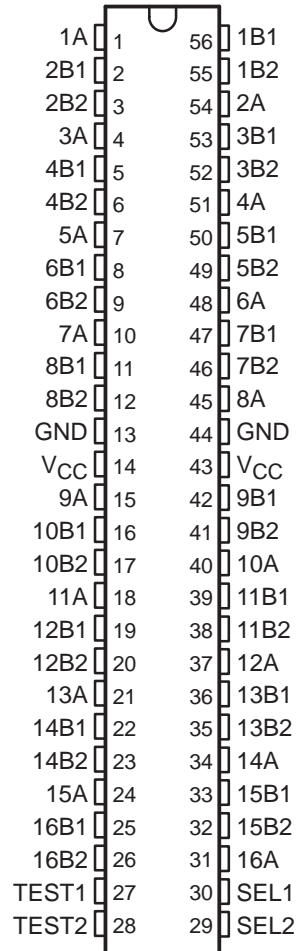 1A 1 56 1B1
2B1 2 55 1B2
2B2 3 54 2A
3A 4 53 3B1
4B1 5 52 3B2
4B2 6 51 4A
5A 7 50 5B1
6B1 8 49 5B2
6B2 9 48 6A
7A 10 47 7B1
8B1 11 46 7B2
8B2 12 45 8A
GND 13 44 GND
VCC 14 43 VCC
9A 15 42 9B1
10B1 16 41 9B2
10B2 17 40 10A
11A 18 39 11B1
12B1 19 38 11B2
12B2 20 37 12A
13A 21 36 13B1
14B1 22 35 13B2
14B2 23 34 14A
15A 24 33 15B1
16B1 25 32 15B2
16B2 26 31 16A
TEST1 27 30 SEL1
TEST2 28 29 SEL2